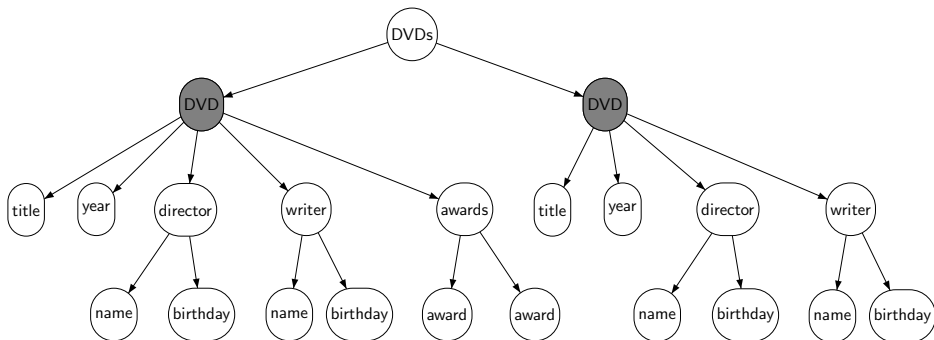 DVDs
DVD DVD
title year director writer awards title year director writer
name birthday name birthday award award name birthday name birthday